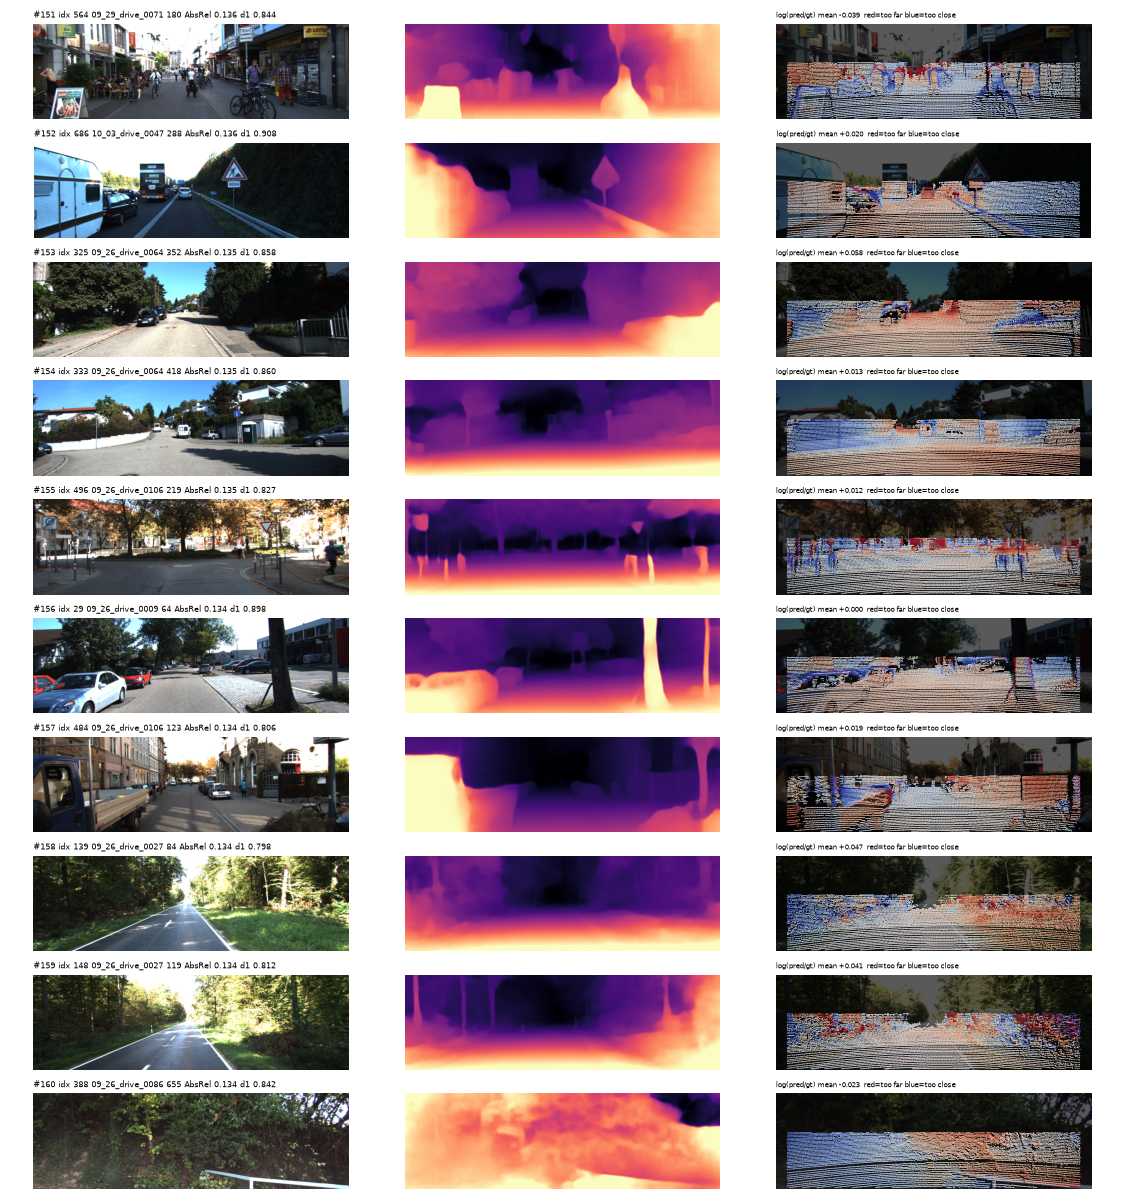 #151 idx 564 09_29_drive_0071 180 AbsRel 0.136 d1 0.844
log(pred/gt) mean -0.039 red=too far blue=too close
#152 idx 686 10_03_drive_0047 288 AbsRel 0.136 d1 0.908
log(pred/gt) mean +0.020 red=too far blue=too close
#153 idx 325 09_26_drive_0064 352 AbsRel 0.135 d1 0.858
log(pred/gt) mean +0.058 red=too far blue=too close
#154 idx 333 09_26_drive_0064 418 AbsRel 0.135 d1 0.860
log(pred/gt) mean +0.013 red=too far blue=too close
#155 idx 496 09_26_drive_0106 219 AbsRel 0.135 d1 0.827
log(pred/gt) mean +0.012 red=too far blue=too close
#156 idx 29 09_26_drive_0009 64 AbsRel 0.134 d1 0.898
log(pred/gt) mean +0.000 red=too far blue=too close
#157 idx 484 09_26_drive_0106 123 AbsRel 0.134 d1 0.806
log(pred/gt) mean +0.019 red=too far blue=too close
#158 idx 139 09_26_drive_0027 84 AbsRel 0.134 d1 0.798
log(pred/gt) mean +0.047 red=too far blue=too close
#159 idx 148 09_26_drive_0027 119 AbsRel 0.134 d1 0.812
log(pred/gt) mean +0.041 red=too far blue=too close
#160 idx 388 09_26_drive_0086 655 AbsRel 0.134 d1 0.842
log(pred/gt) mean -0.023 red=too far blue=too close